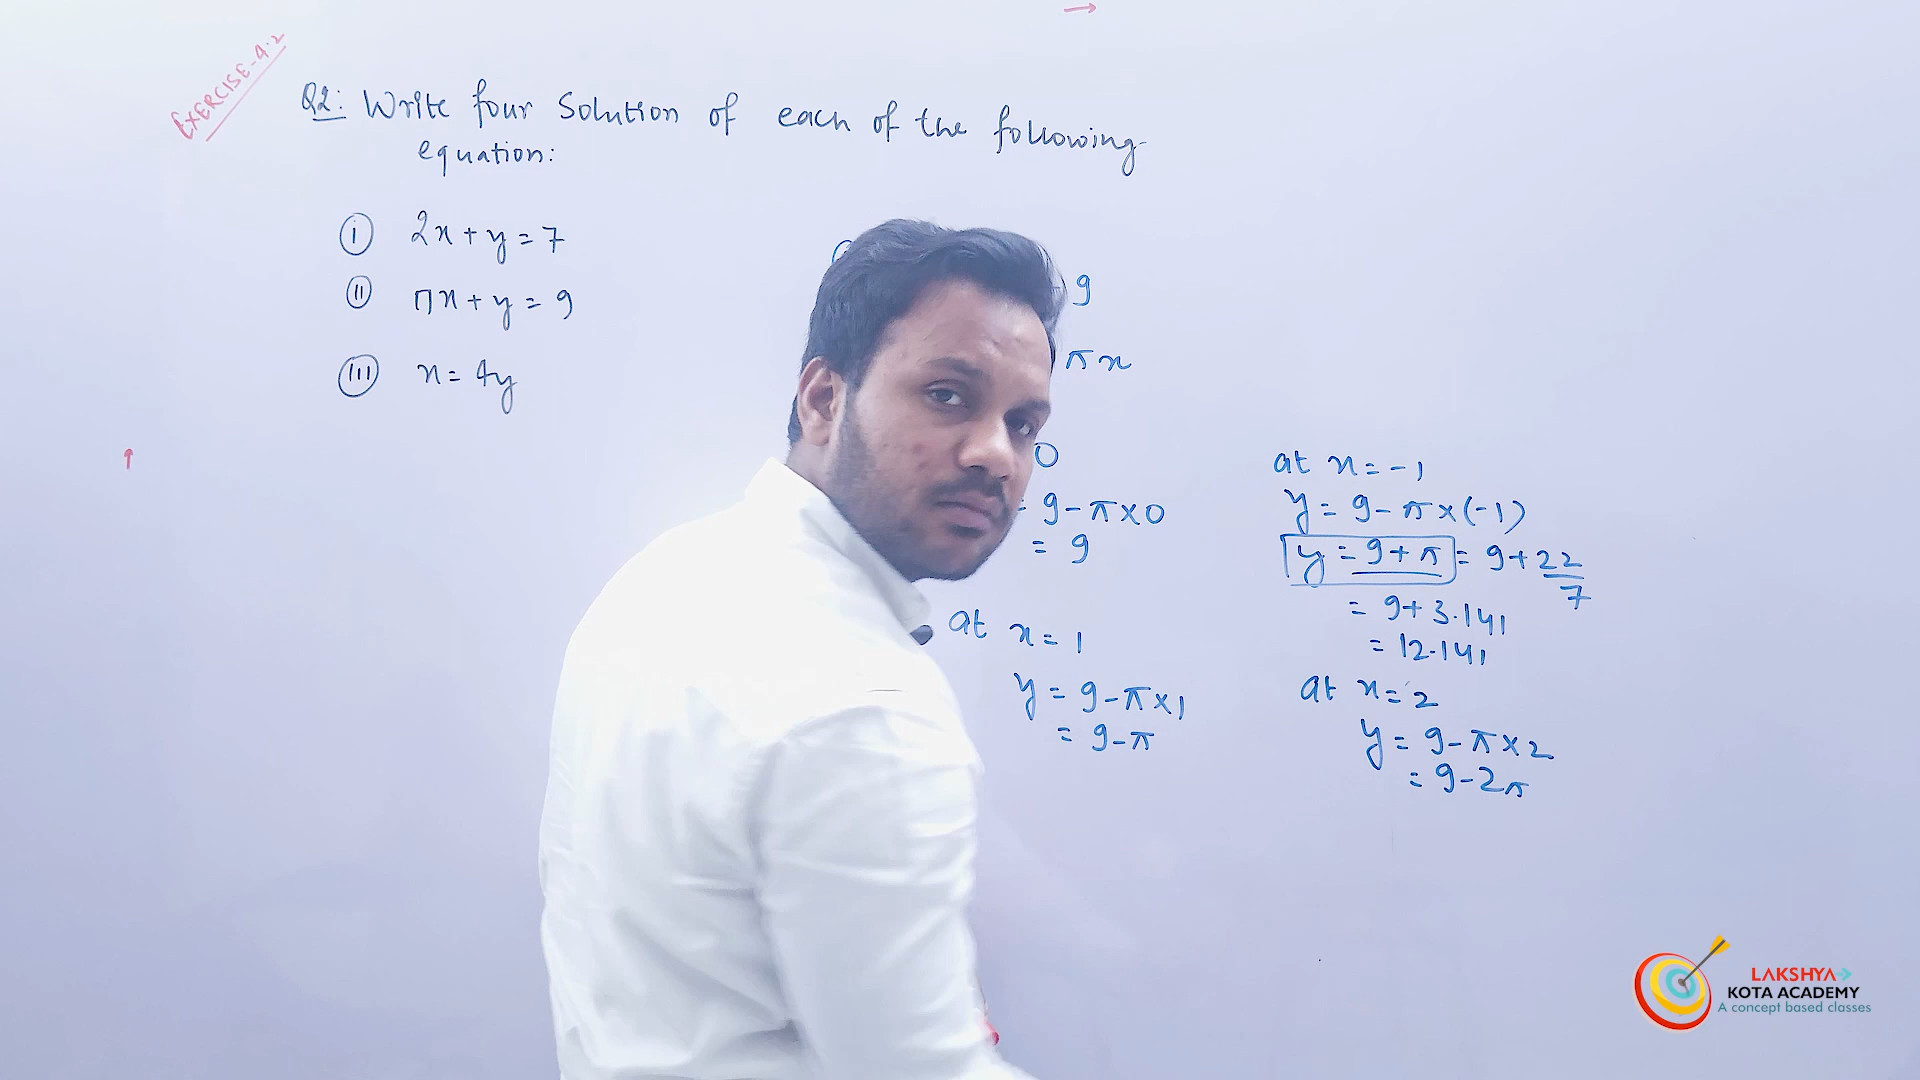 EXERCISE-4.2
Q2: Write four Solution of each of the following
equation:
(i) 2x + y = 7
(ii) πx + y = 9
(iii) x = 4y
9
πx
0
= 9 - π × 0
= 9
at x = 1
y = 9 - π × 1
= 9 - π
at x = -1
y = 9 - π × (-1)
y = 9 + π = 9 + 22/7
= 9 + 3.141
= 12.141
at x = 2
y = 9 - π × 2
= 9 - 2π
LAKSHYA
KOTA ACADEMY
A concept based classes